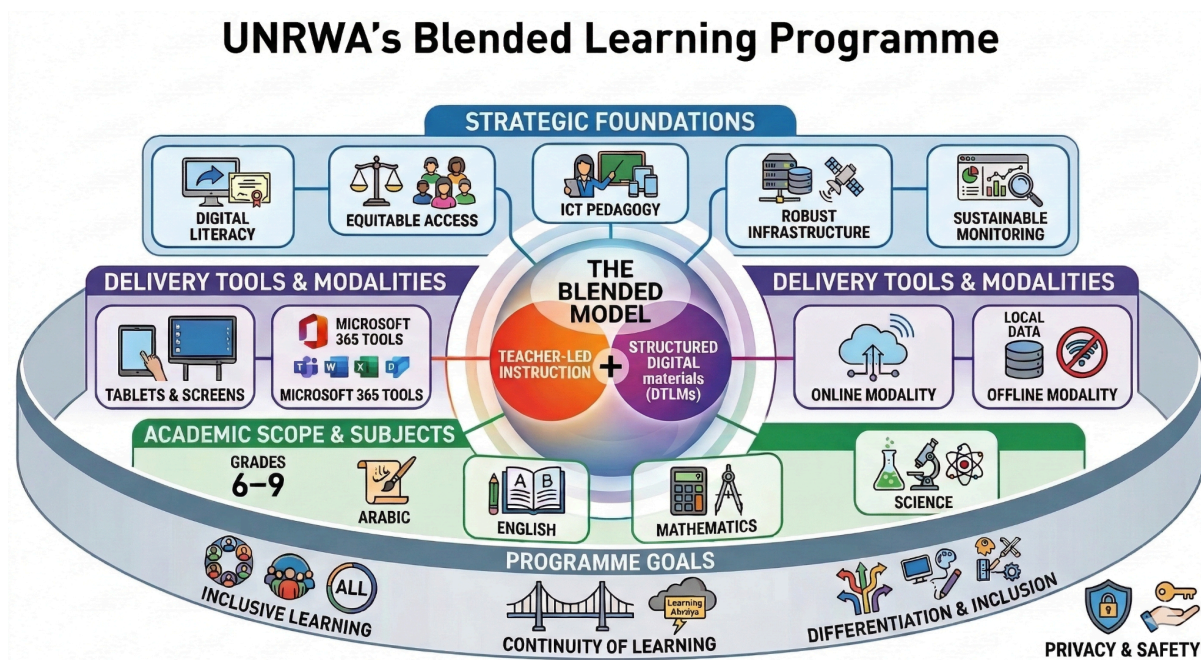 UNRWA's Blended Learning Programme
STRATEGIC FOUNDATIONS
DIGITAL
LITERACY
EQUITABLE ACCESS
ICT PEDAGOGY
ROBUST
INFRASTRUCTURE
SUSTAINABLE
MONITORING
DELIVERY TOOLS & MODALITIES
TABLETS & SCREENS
MICROSOFT
365 TOOLS
MICROSOFT 365 TOOLS
THE
BLENDED
MODEL
TEACHER-LED
INSTRUCTION
+
STRUCTURED
DIGITAL
materials
(DTLMs)
DELIVERY TOOLS & MODALITIES
ONLINE MODALITY
LOCAL
DATA
OFFLINE MODALITY
ACADEMIC SCOPE & SUBJECTS
GRADES
6–9
ARABIC
A B
ENGLISH
MATHEMATICS
SCIENCE
PROGRAMME GOALS
ALL
INCLUSIVE LEARNING
Learning
CONTINUITY OF LEARNING
DIFFERENTIATION & INCLUSION
PRIVACY & SAFETY